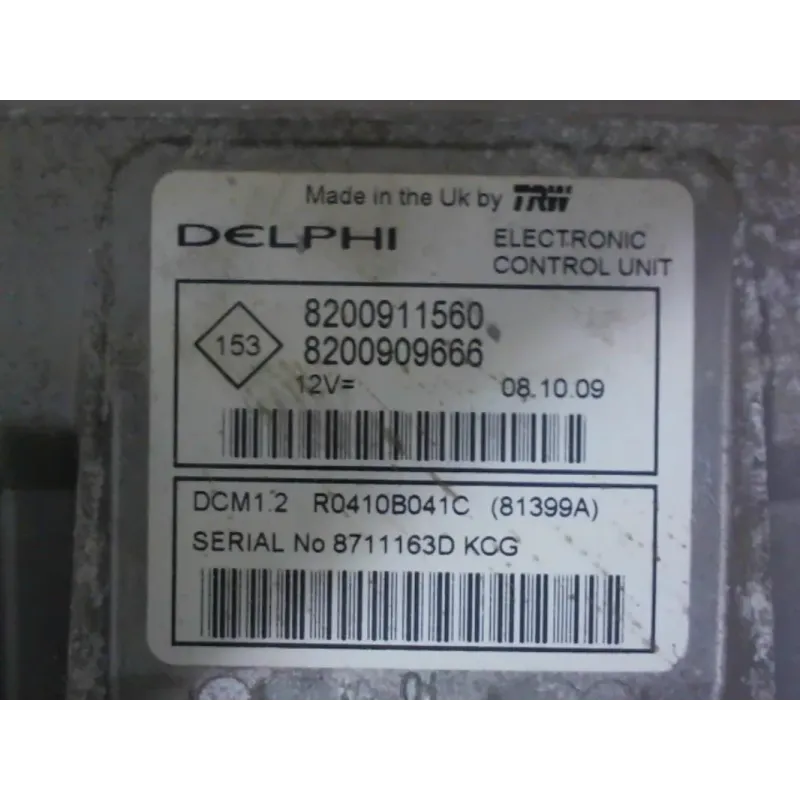 Made in the Uk by TRW
DELPHI
ELECTRONIC
CONTROL UNIT
153
8200911560
8200909666
12V=
08.10.09
DCM1.2 R0410B041C (81399A)
SERIAL No 8711163D KCG
01